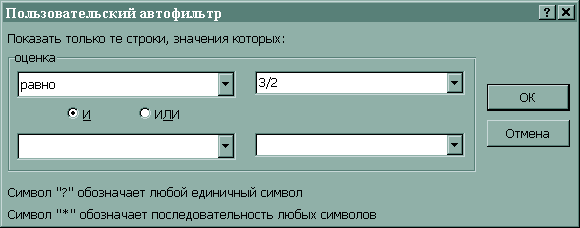 Пользовательский автофильтр ? ×
Показать только те строки, значения которых:
оценка
равно 3/2
И ИЛИ
ОК
Отмена
Символ "?" обозначает любой единичный символ
Символ "*" обозначает последовательность любых символов